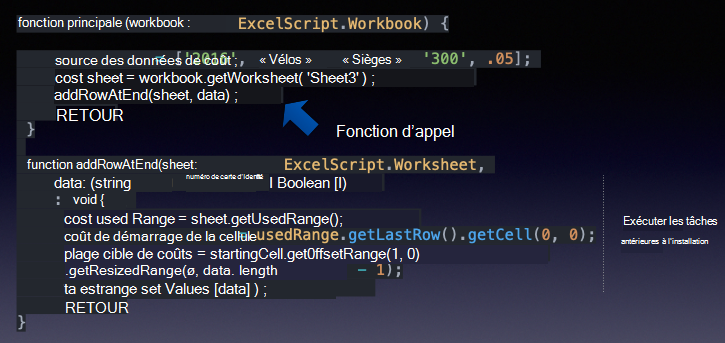 fonction principale (workbook : ExcelScript.Workbook) {
source des données de coût ; = ['2016', « Vélos » « Sièges » '300', .05];
cost sheet = workbook.getWorksheet( 'Sheet3' ) ;
addRowAtEnd(sheet, data) ;
RETOUR
}
Fonction d’appel
function addRowAtEnd(sheet: ExcelScript.Worksheet,
data: (string numéro de carte d’identité I Boolean [I)
: void {
cost used Range = sheet.getUsedRange();
coût de démarrage de la cellule = usedRange.getLastRow().getCell(0, 0);
plage cible de coûts = startingCell.get0ffsetRange(1, 0)
.getResizedRange(ø, data. length - 1);
ta estrange set Values [data] ) ;
RETOUR
}
Exécuter les tâches
antérieures à l’installation